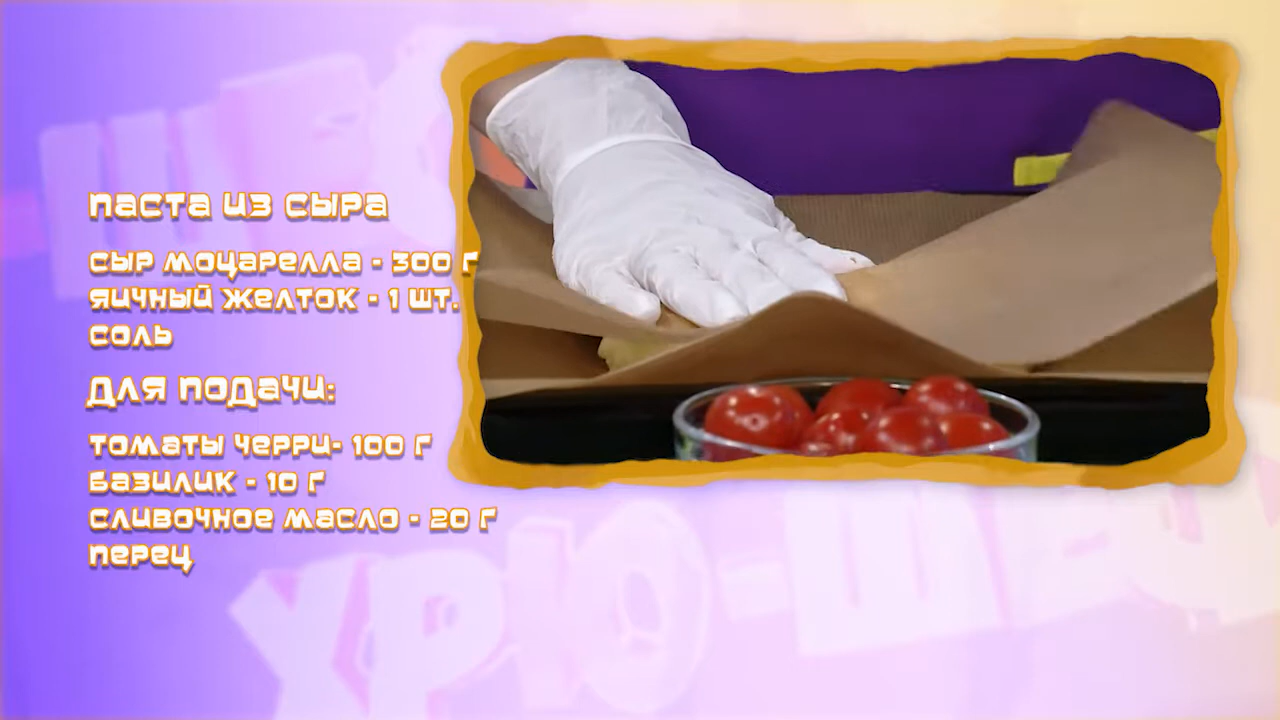 ПАСТА ИЗ СЫРА
СЫР МОЦАРЕЛЛА - 300 Г
ЯИЧНЫЙ ЖЕЛТОК - 1 ШТ.
СОЛЬ
ДЛЯ ПОДАЧИ:
ТОМАТЫ ЧЕРРИ- 100 Г
БАЗИЛИК - 10 Г
СЛИВОЧНОЕ МАСЛО - 20 Г
ПЕРЕЦ
ХРЮ-Ш